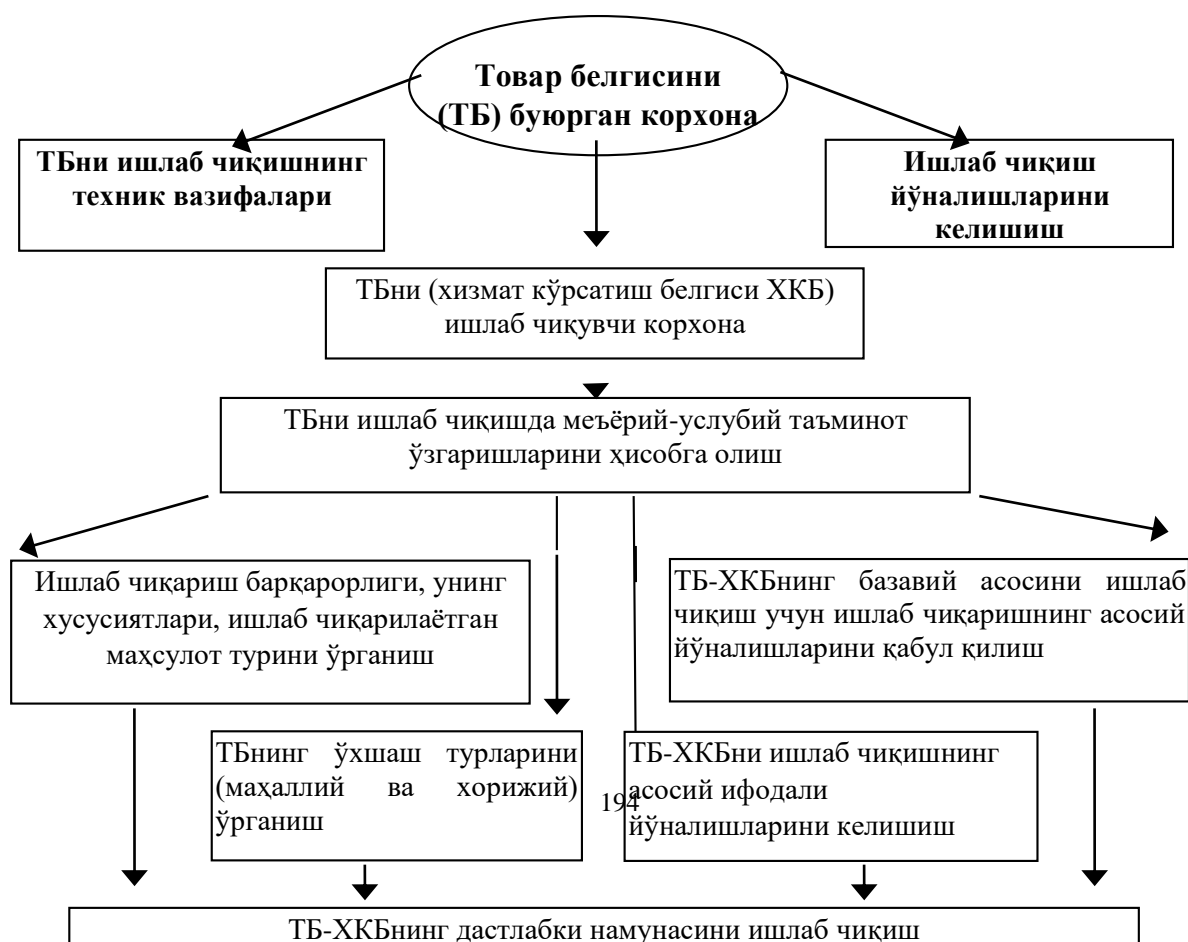 Товар белгисини
(ТБ) буюрган корхона
ТБни ишлаб чиқишнинг
техник вазифалари
Ишлаб чиқиш
йўналишларини
келишиш
ТБни (хизмат кўрсатиш белгиси ХКБ)
ишлаб чиқувчи корхона
ТБни ишлаб чиқишда меъёрий-услубий таъминот
ўзгаришларини ҳисобга олиш
Ишлаб чиқариш барқарорлиги, унинг
хусусиятлари, ишлаб чиқарилаётган
маҳсулот турини ўрганиш
ТБ-ХКБнинг базавий асосини ишлаб
чиқиш учун ишлаб чиқаришнинг асосий
йўналишларини қабул қилиш
ТБнинг ўхшаш турларини
(маҳаллий ва хорижий)
ўрганиш
ТБ-ХКБни ишлаб чиқишнинг
асосий ифодали
йўналишларини келишиш
194
ТБ-ХКБнинг дастлабки намунасини ишлаб чиқиш